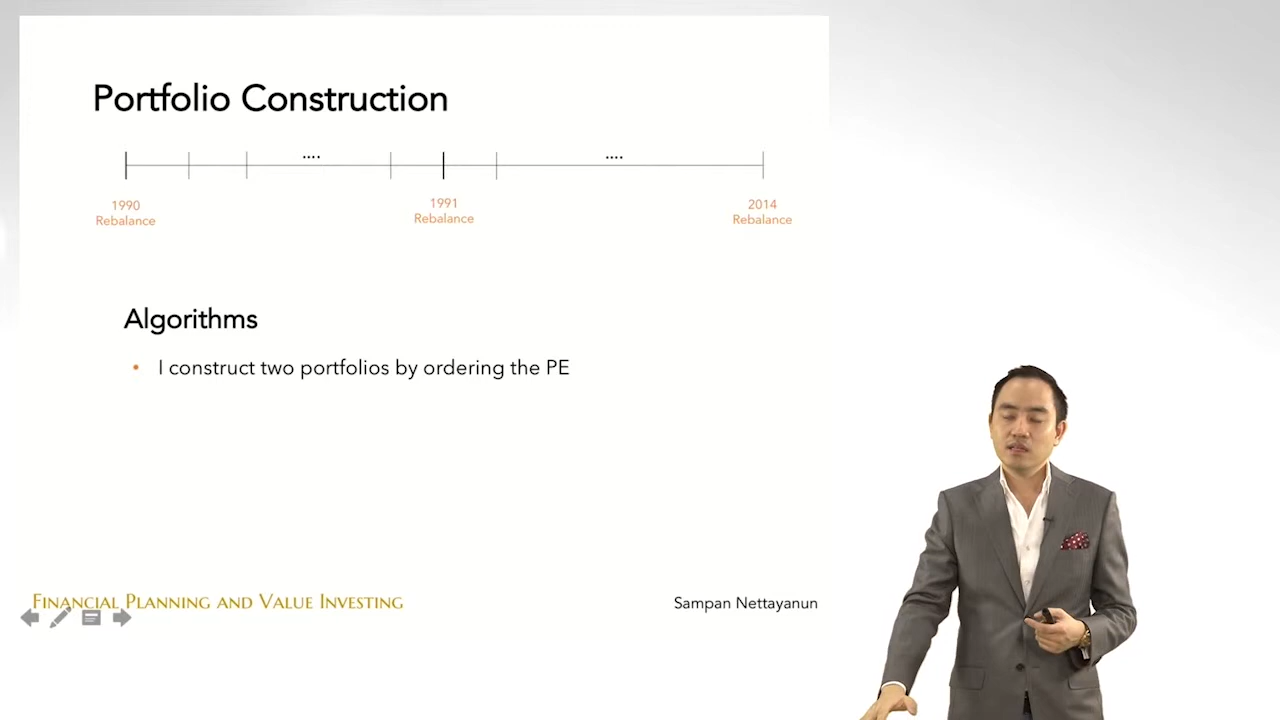 Portfolio Construction
.... ....
1990 1991 2014
Rebalance Rebalance Rebalance
Algorithms
• I construct two portfolios by ordering the PE
Financial Planning and Value Investing
Sampan Nettayanun